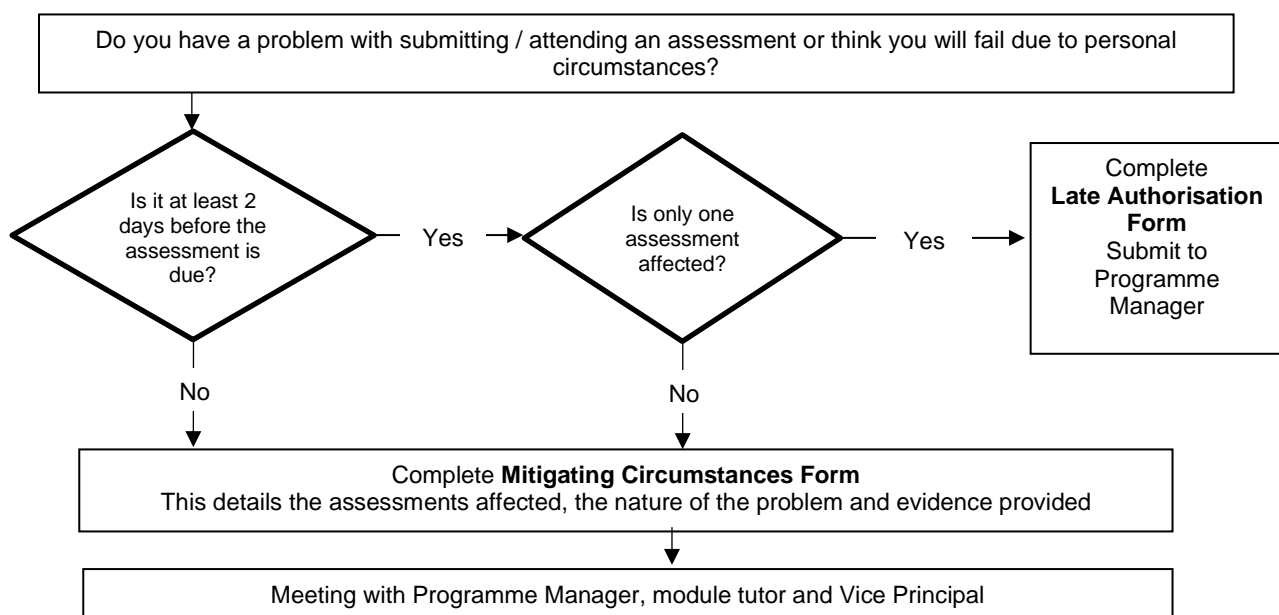 Do you have a problem with submitting / attending an assessment or think you will fail due to personal
circumstances?
Is it at least 2
days before the
assessment is
due?
Yes
Is only one
assessment
affected?
Yes
Complete
Late Authorisation
Form
Submit to
Programme
Manager
No
No
Complete Mitigating Circumstances Form
This details the assessments affected, the nature of the problem and evidence provided
Meeting with Programme Manager, module tutor and Vice Principal